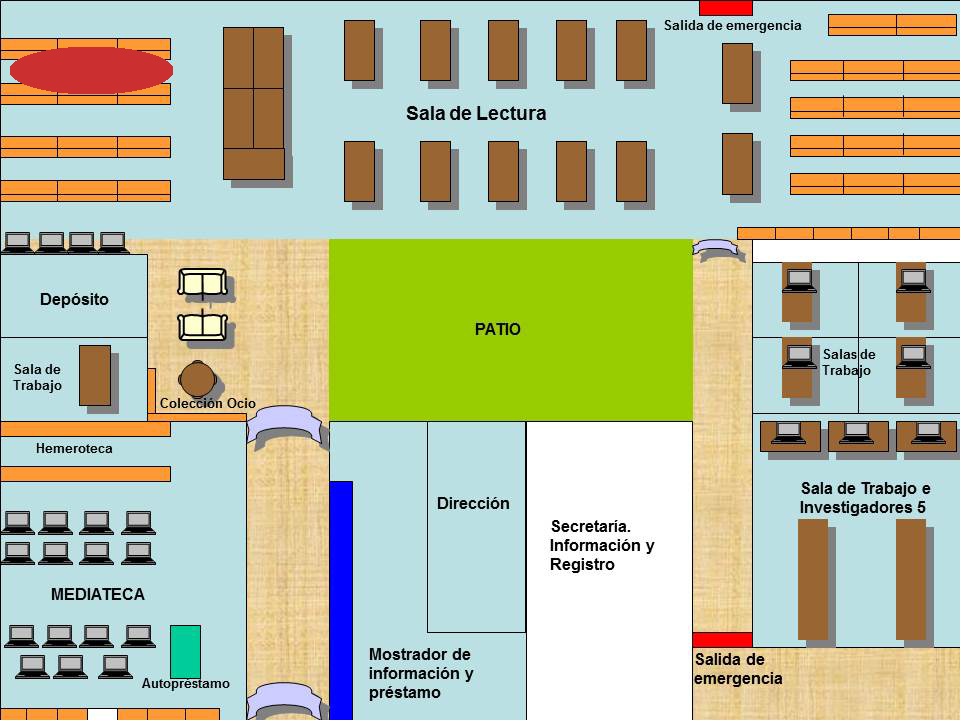 Salida de emergencia
Sala de Lectura
Depósito
PATIO
Sala de
Trabajo
Salas de
Trabajo
Colección Ocio
Hemeroteca
Sala de Trabajo e
Investigadores 5
Dirección
Secretaría.
Información y
Registro
MEDIATECA
Mostrador de
información y
préstamo
Salida de
emergencia
Autoprestamo